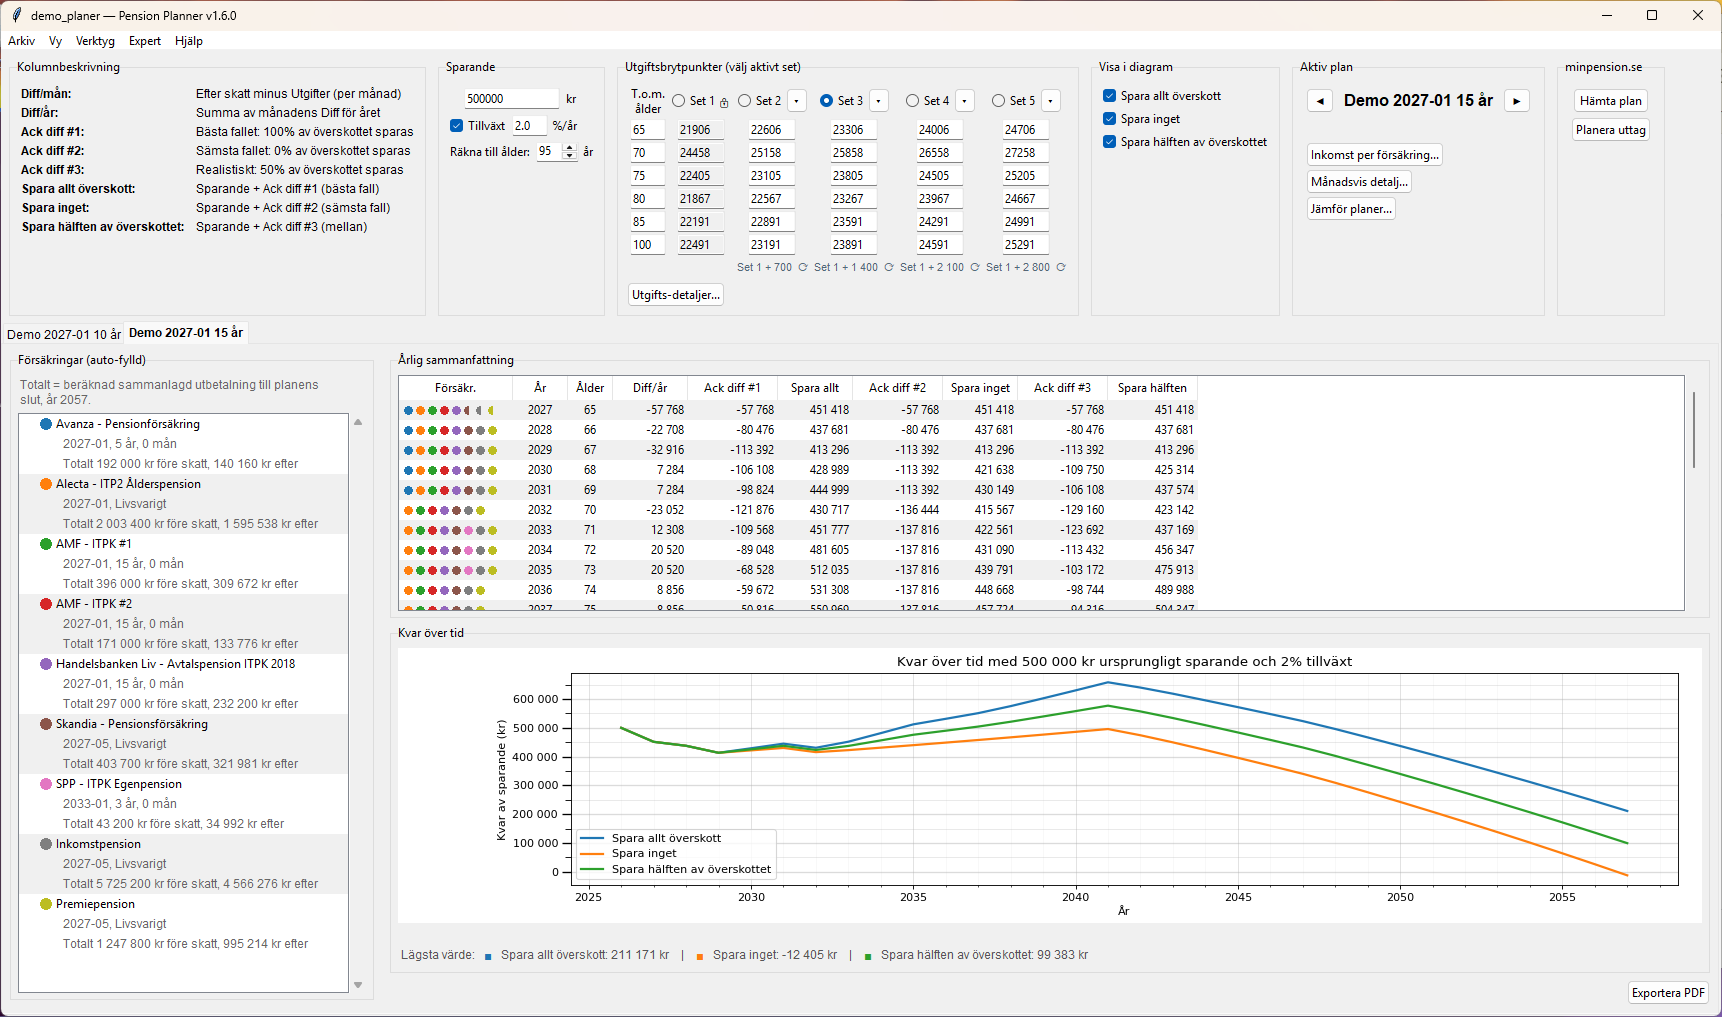 demo_planer — Pension Planner v1.6.0
Arkiv Vy Verktyg Expert Hjälp
Kolumnbeskrivning
Diff/mån: Efter skatt minus Utgifter (per månad)
Diff/år: Summa av månadens Diff för året
Ack diff #1: Bästa fallet: 100% av överskottet sparas
Ack diff #2: Sämsta fallet: 0% av överskottet sparas
Ack diff #3: Realistiskt: 50% av överskottet sparas
Spara allt överskott: Sparande + Ack diff #1 (bästa fall)
Spara inget: Sparande + Ack diff #2 (sämsta fall)
Spara hälften av överskottet: Sparande + Ack diff #3 (mellan)
Sparande
500000 kr
Tillväxt 2.0 %/år
Räkna till ålder: 95 år
Utgiftsbrytpunkter (välj aktivt set)
T.o.m. ålder Set 1 Set 2 Set 3 Set 4 Set 5
65 21906 22606 23306 24006 24706
70 24458 25158 25858 26558 27258
75 22405 23105 23805 24505 25205
80 21867 22567 23267 23967 24667
85 22191 22891 23591 24291 24991
100 22491 23191 23891 24591 25291
Set 1 + 700 Set 1 + 1 400 Set 1 + 2 100 Set 1 + 2 800
Utgifts-detaljer...
Visa i diagram
Spara allt överskott
Spara inget
Spara hälften av överskottet
Aktiv plan
Demo 2027-01 15 år
Inkomst per försäkring...
Månadsvis detalj...
Jämför planer...
minpension.se
Hämta plan
Planera uttag
Demo 2027-01 10 år Demo 2027-01 15 år
Försäkringar (auto-fylld)
Totalt = beräknad sammanlagd utbetalning till planens
slut, år 2057.
Avanza - Pensionförsäkring
2027-01, 5 år, 0 mån
Totalt 192 000 kr före skatt, 140 160 kr efter
Alecta - ITP2 Ålderspension
2027-01, Livsvarigt
Totalt 2 003 400 kr före skatt, 1 595 538 kr efter
AMF - ITPK #1
2027-01, 15 år, 0 mån
Totalt 396 000 kr före skatt, 309 672 kr efter
AMF - ITPK #2
2027-01, 15 år, 0 mån
Totalt 171 000 kr före skatt, 133 776 kr efter
Handelsbanken Liv - Avtalspension ITPK 2018
2027-01, 15 år, 0 mån
Totalt 297 000 kr före skatt, 232 200 kr efter
Skandia - Pensionsförsäkring
2027-05, Livsvarigt
Totalt 403 700 kr före skatt, 321 981 kr efter
SPP - ITPK Egenpension
2033-01, 3 år, 0 mån
Totalt 43 200 kr före skatt, 34 992 kr efter
Inkomstpension
2027-05, Livsvarigt
Totalt 5 725 200 kr före skatt, 4 566 276 kr efter
Premiepension
2027-05, Livsvarigt
Totalt 1 247 800 kr före skatt, 995 214 kr efter
Årlig sammanfattning
Försäkr. År Ålder Diff/år Ack diff #1 Spara allt Ack diff #2 Spara inget Ack diff #3 Spara hälften
2027 65 -57 768 -57 768 451 418 -57 768 451 418 -57 768 451 418
2028 66 -22 708 -80 476 437 681 -80 476 437 681 -80 476 437 681
2029 67 -32 916 -113 392 413 296 -113 392 413 296 -113 392 413 296
2030 68 7 284 -106 108 428 989 -113 392 421 638 -109 750 425 314
2031 69 7 284 -98 824 444 999 -113 392 430 149 -106 108 437 574
2032 70 -23 052 -121 876 430 717 -136 444 415 567 -129 160 423 142
2033 71 12 308 -109 568 451 777 -137 816 422 561 -123 692 437 169
2034 72 20 520 -89 048 481 605 -137 816 431 090 -113 432 456 347
2035 73 20 520 -68 528 512 035 -137 816 439 791 -103 172 475 913
2036 74 8 856 -59 672 531 308 -137 816 448 668 -98 744 489 988
2037 75 8 856 -50 816 550 969 -137 816 457 724 -94 316 504 347
Kvar över tid
Kvar över tid med 500 000 kr ursprungligt sparande och 2% tillväxt
Kvar av sparande (kr)
600 000
500 000
400 000
300 000
200 000
100 000
0
Spara allt överskott
Spara inget
Spara hälften av överskottet
2025 2030 2035 2040 2045 2050 2055
År
Lägsta värde: Spara allt överskott: 211 171 kr | Spara inget: -12 405 kr | Spara hälften av överskottet: 99 383 kr
Exportera PDF